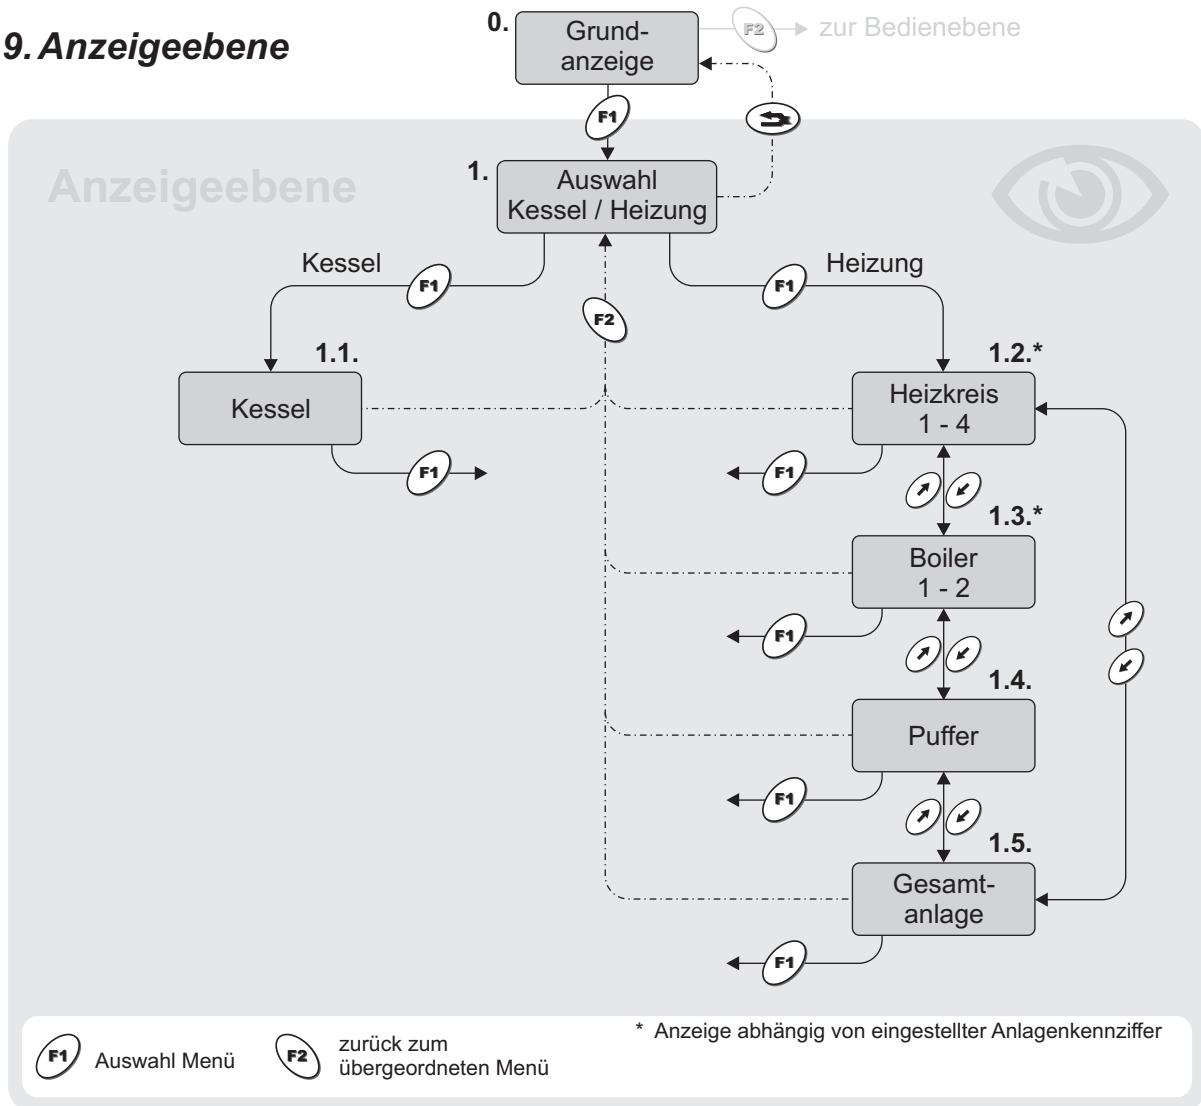 9. Anzeigeebene
0.
Grund-
anzeige
F2
zur Bedienebene
F1
Anzeigeebene
1.
Auswahl
Kessel / Heizung
Kessel
F1
F1
Heizung
F2
1.1.
Kessel
F1
1.2.*
Heizkreis
1 - 4
F1
1.3.*
Boiler
1 - 2
F1
1.4.
Puffer
F1
1.5.
Gesamt-
anlage
F1
F1
Auswahl Menü
F2
zurück zum
übergeordneten Menü
* Anzeige abhängig von eingestellter Anlagenkennziffer